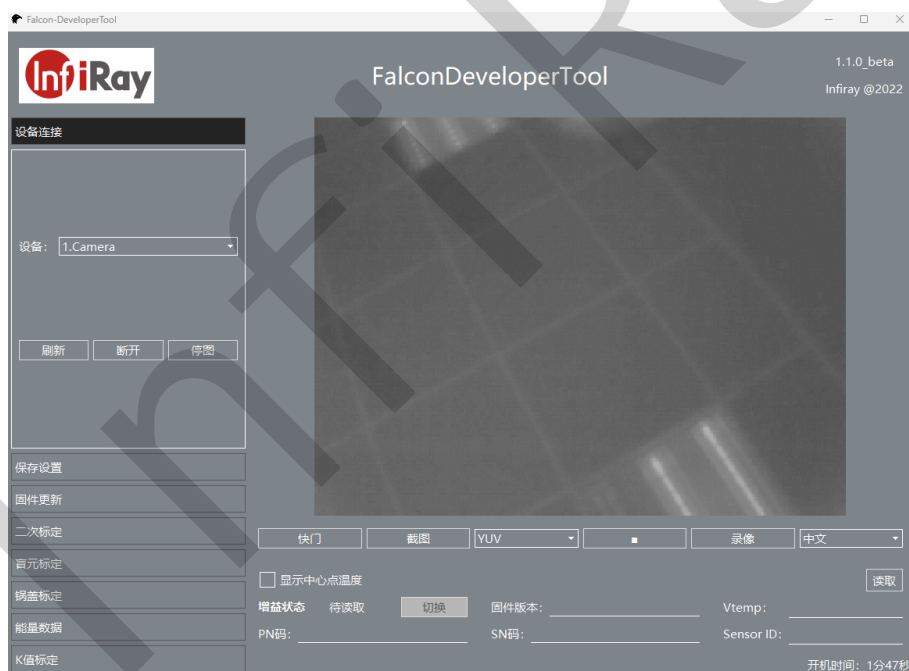 Falcon-DeveloperTool
InfiRay
FalconDeveloperTool
1.1.0_beta
Infiray @2022
设备连接
设备: 1.Camera
刷新 断开 停图
保存设置
固件更新
二次标定
盲元标定
锅盖标定
能量数据
K值标定
快门 截图 YUV 录像 中文
显示中心点温度 读取
增益状态 待读取 切换 固件版本: Vtemp:
PN码: SN码: Sensor ID:
开机时间: 1分47秒
Infira